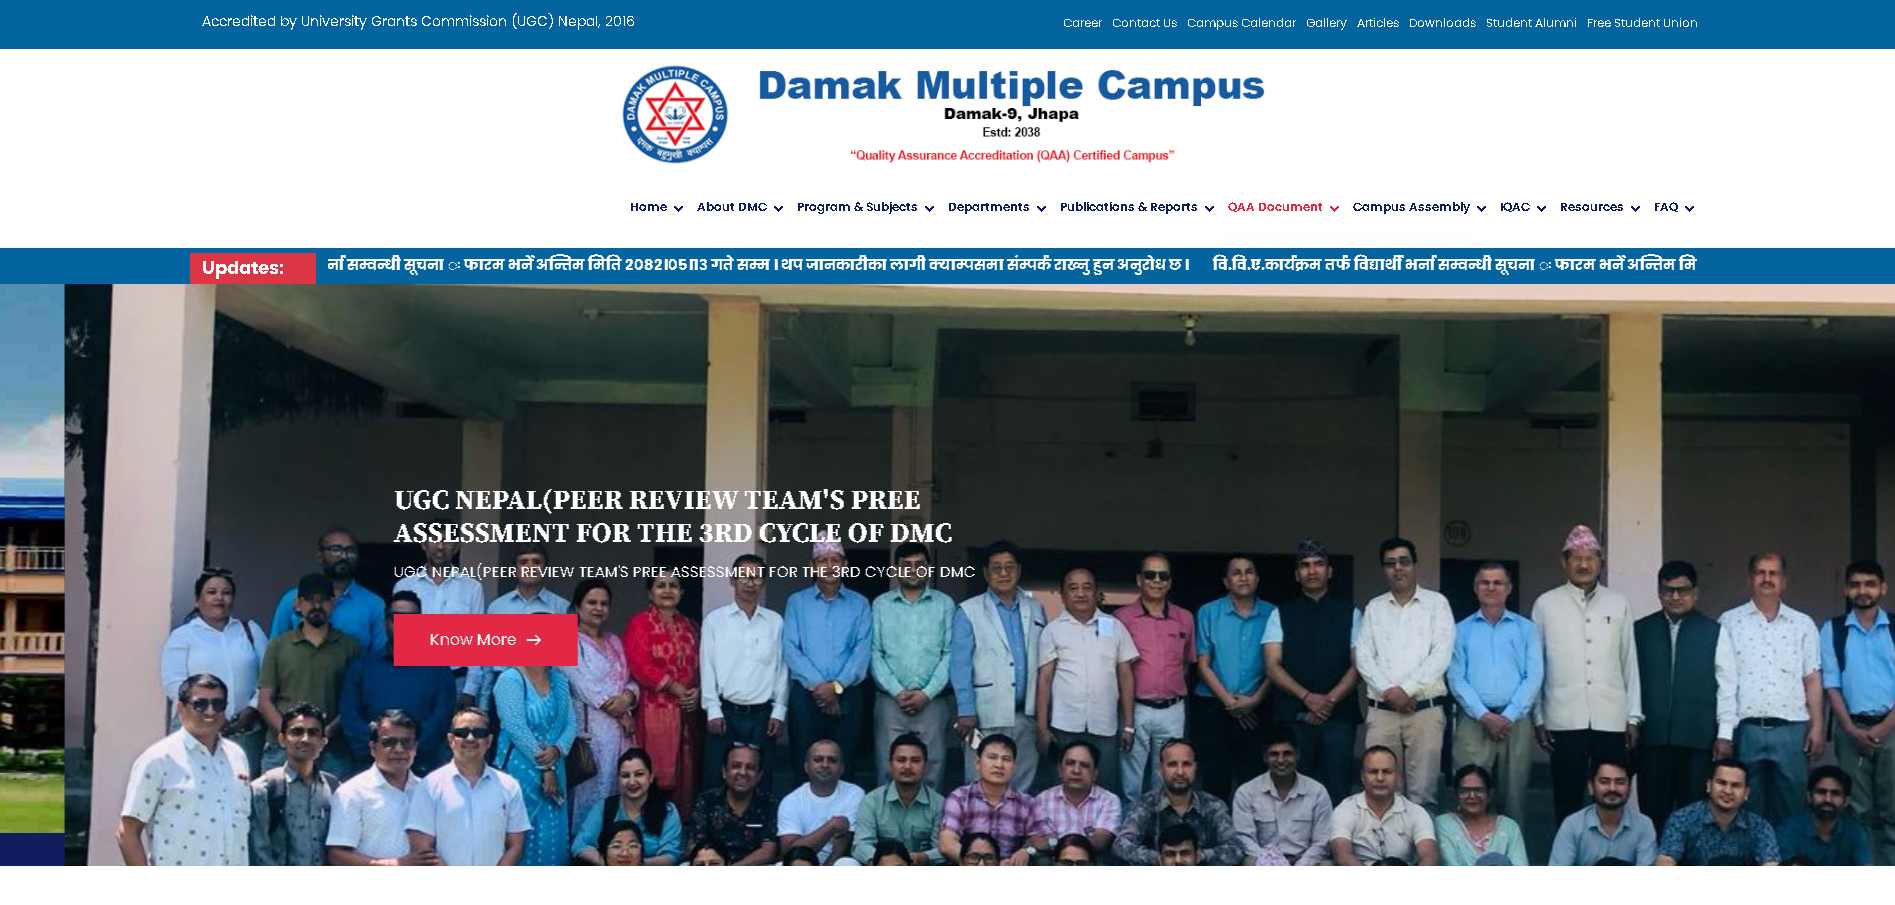 Accredited by University Grants Commission (UGC) Nepal, 2016
Career Contact Us Campus Calendar Gallery Articles Downloads Student Alumni Free Student Union
DAMAK MULTIPLE CAMPUS
दमक बहुमुखी क्याम्पस
Damak Multiple Campus
Damak-9, Jhapa
Estd: 2038
“Quality Assurance Accreditation (QAA) Certified Campus”
Home About DMC Program & Subjects Departments Publications & Reports QAA Document Campus Assembly IQAC Resources FAQ
Updates: र्ना सम्वन्धी सूचना ः फारम भर्ने अन्तिम मिति 2082।05।13 गते सम्म । थप जानकारीका लागी क्याम्पसमा संम्पर्क राख्नु हुन अनुरोध छ । वि.वि.ए.कार्यक्रम तर्फ विद्यार्थी भर्ना सम्वन्धी सूचना ः फारम भर्ने अन्तिम मि
UGC NEPAL(PEER REVIEW TEAM'S PREE
ASSESSMENT FOR THE 3RD CYCLE OF DMC
UGC NEPAL(PEER REVIEW TEAM'S PREE ASSESSMENT FOR THE 3RD CYCLE OF DMC
Know More →